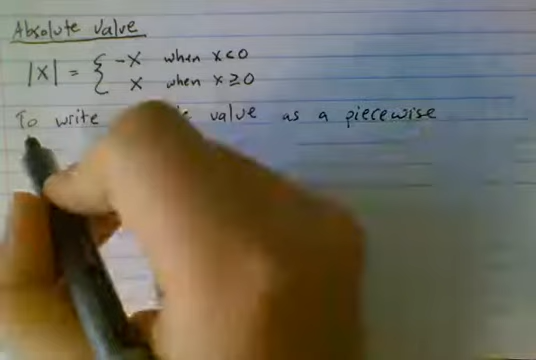 Absolute Value
|x| = { -x when x < 0
x when x ≥ 0
To write value as a piecewise